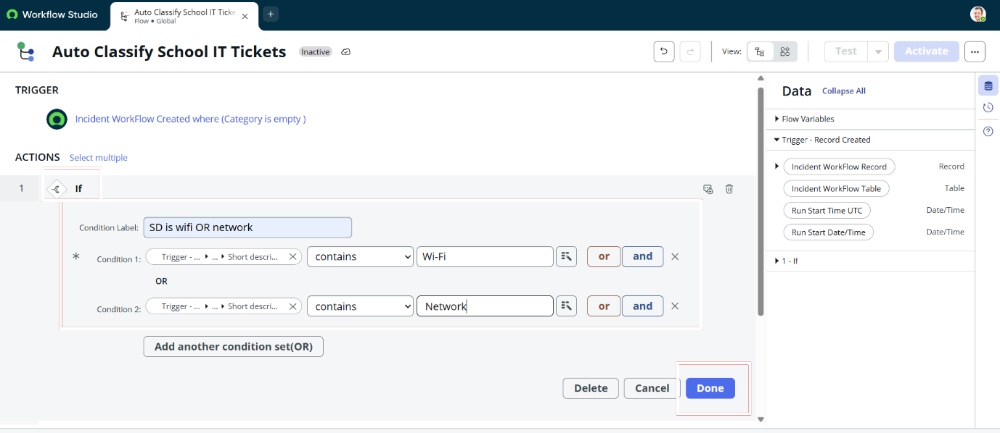 Workflow Studio
Auto Classify School IT Ticke
Flow • Global
Auto Classify School IT Tickets
Inactive
View:
Test
Activate
TRIGGER
Incident WorkFlow Created where (Category is empty )
ACTIONS Select multiple
1 If
Condition Label: SD is wifi OR network
* Condition 1: Trigger - ... ... Short descri... contains Wi-Fi or and
OR
Condition 2: Trigger - ... ... Short descri... contains Network or and
Add another condition set(OR)
Delete Cancel Done
Data Collapse All
Flow Variables
Trigger - Record Created
Incident WorkFlow Record Record
Incident WorkFlow Table Table
Run Start Time UTC Date/Time
Run Start Date/Time Date/Time
1 - If